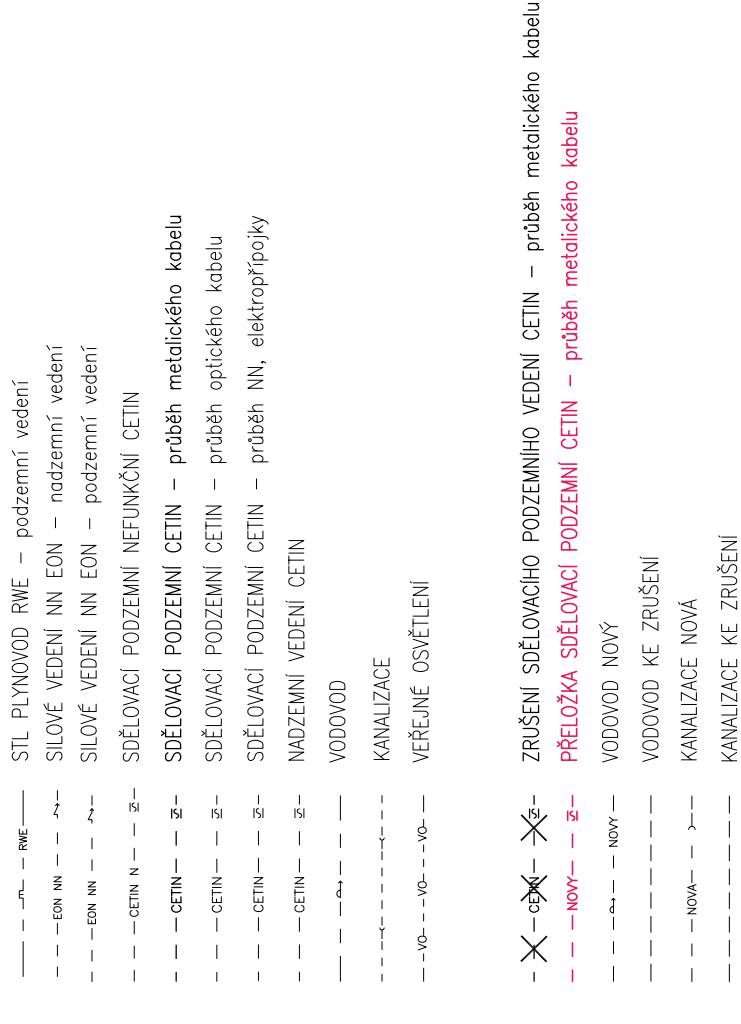 RWE STL PLYNOVOD RWE – podzemní vedení
EON NN SILOVÉ VEDENÍ NN EON – nadzemní vedení
EON NN SILOVÉ VEDENÍ NN EON – podzemní vedení
CETIN N SDĚLOVACÍ PODZEMNÍ NEFUNKČNÍ CETIN
CETIN SDĚLOVACÍ PODZEMNÍ CETIN – průběh metalického kabelu
CETIN SDĚLOVACÍ PODZEMNÍ CETIN – průběh optického kabelu
CETIN SDĚLOVACÍ PODZEMNÍ CETIN – průběh NN, elektropřípojky
CETIN NADZEMNÍ VEDENÍ CETIN
VODOVOD
KANALIZACE
VO VO VO VEŘEJNÉ OSVĚTLENÍ
CETIN ZRUŠENÍ SDĚLOVACÍHO PODZEMNÍHO VEDENÍ CETIN – průběh metalického kabelu
NOVY PŘELOŽKA SDĚLOVACÍ PODZEMNÍ CETIN – průběh metalického kabelu
NOVY VODOVOD NOVÝ
VODOVOD KE ZRUŠENÍ
NOVA KANALIZACE NOVÁ
KANALIZACE KE ZRUŠENÍ